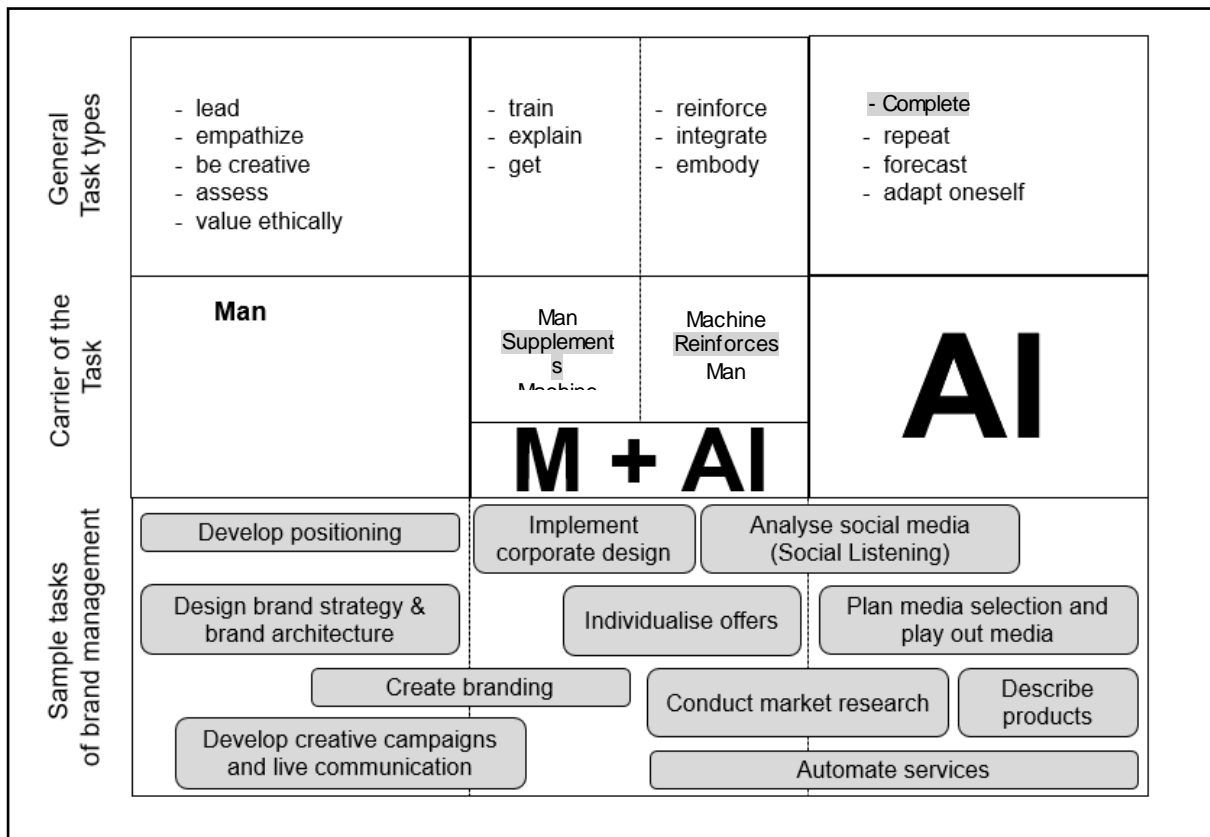 General
Task types
- lead
- empathize
- be creative
- assess
- value ethically
- train
- explain
- get
- reinforce
- integrate
- embody
- Complete
- repeat
- forecast
- adapt oneself
Carrier of the
Task
Man
Man
Supplement
s
Machine
Machine
Reinforces
Man
M + AI
AI
Sample tasks
of brand management
Develop positioning
Implement
corporate design
Analyse social media
(Social Listening)
Design brand strategy &
brand architecture
Individualise offers
Plan media selection and
play out media
Create branding
Conduct market research
Describe
products
Develop creative campaigns
and live communication
Automate services